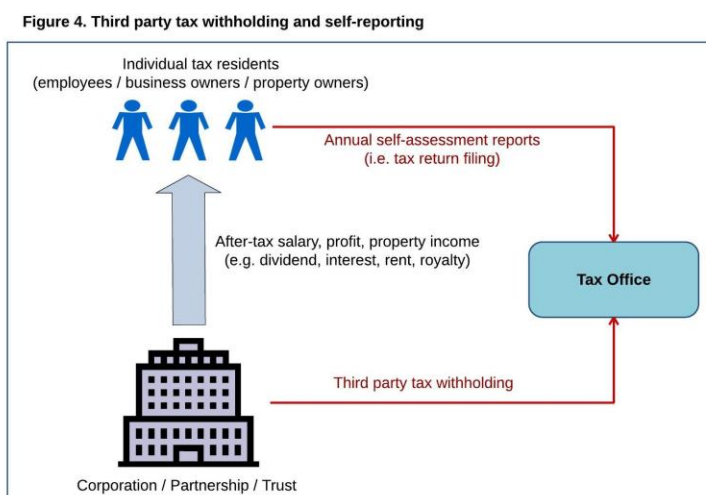 Figure 4. Third party tax withholding and self-reporting
Individual tax residents
(employees / business owners / property owners)
Annual self-assessment reports
(i.e. tax return filing)
After-tax salary, profit, property income
(e.g. dividend, interest, rent, royalty)
Tax Office
Third party tax withholding
Corporation / Partnership / Trust